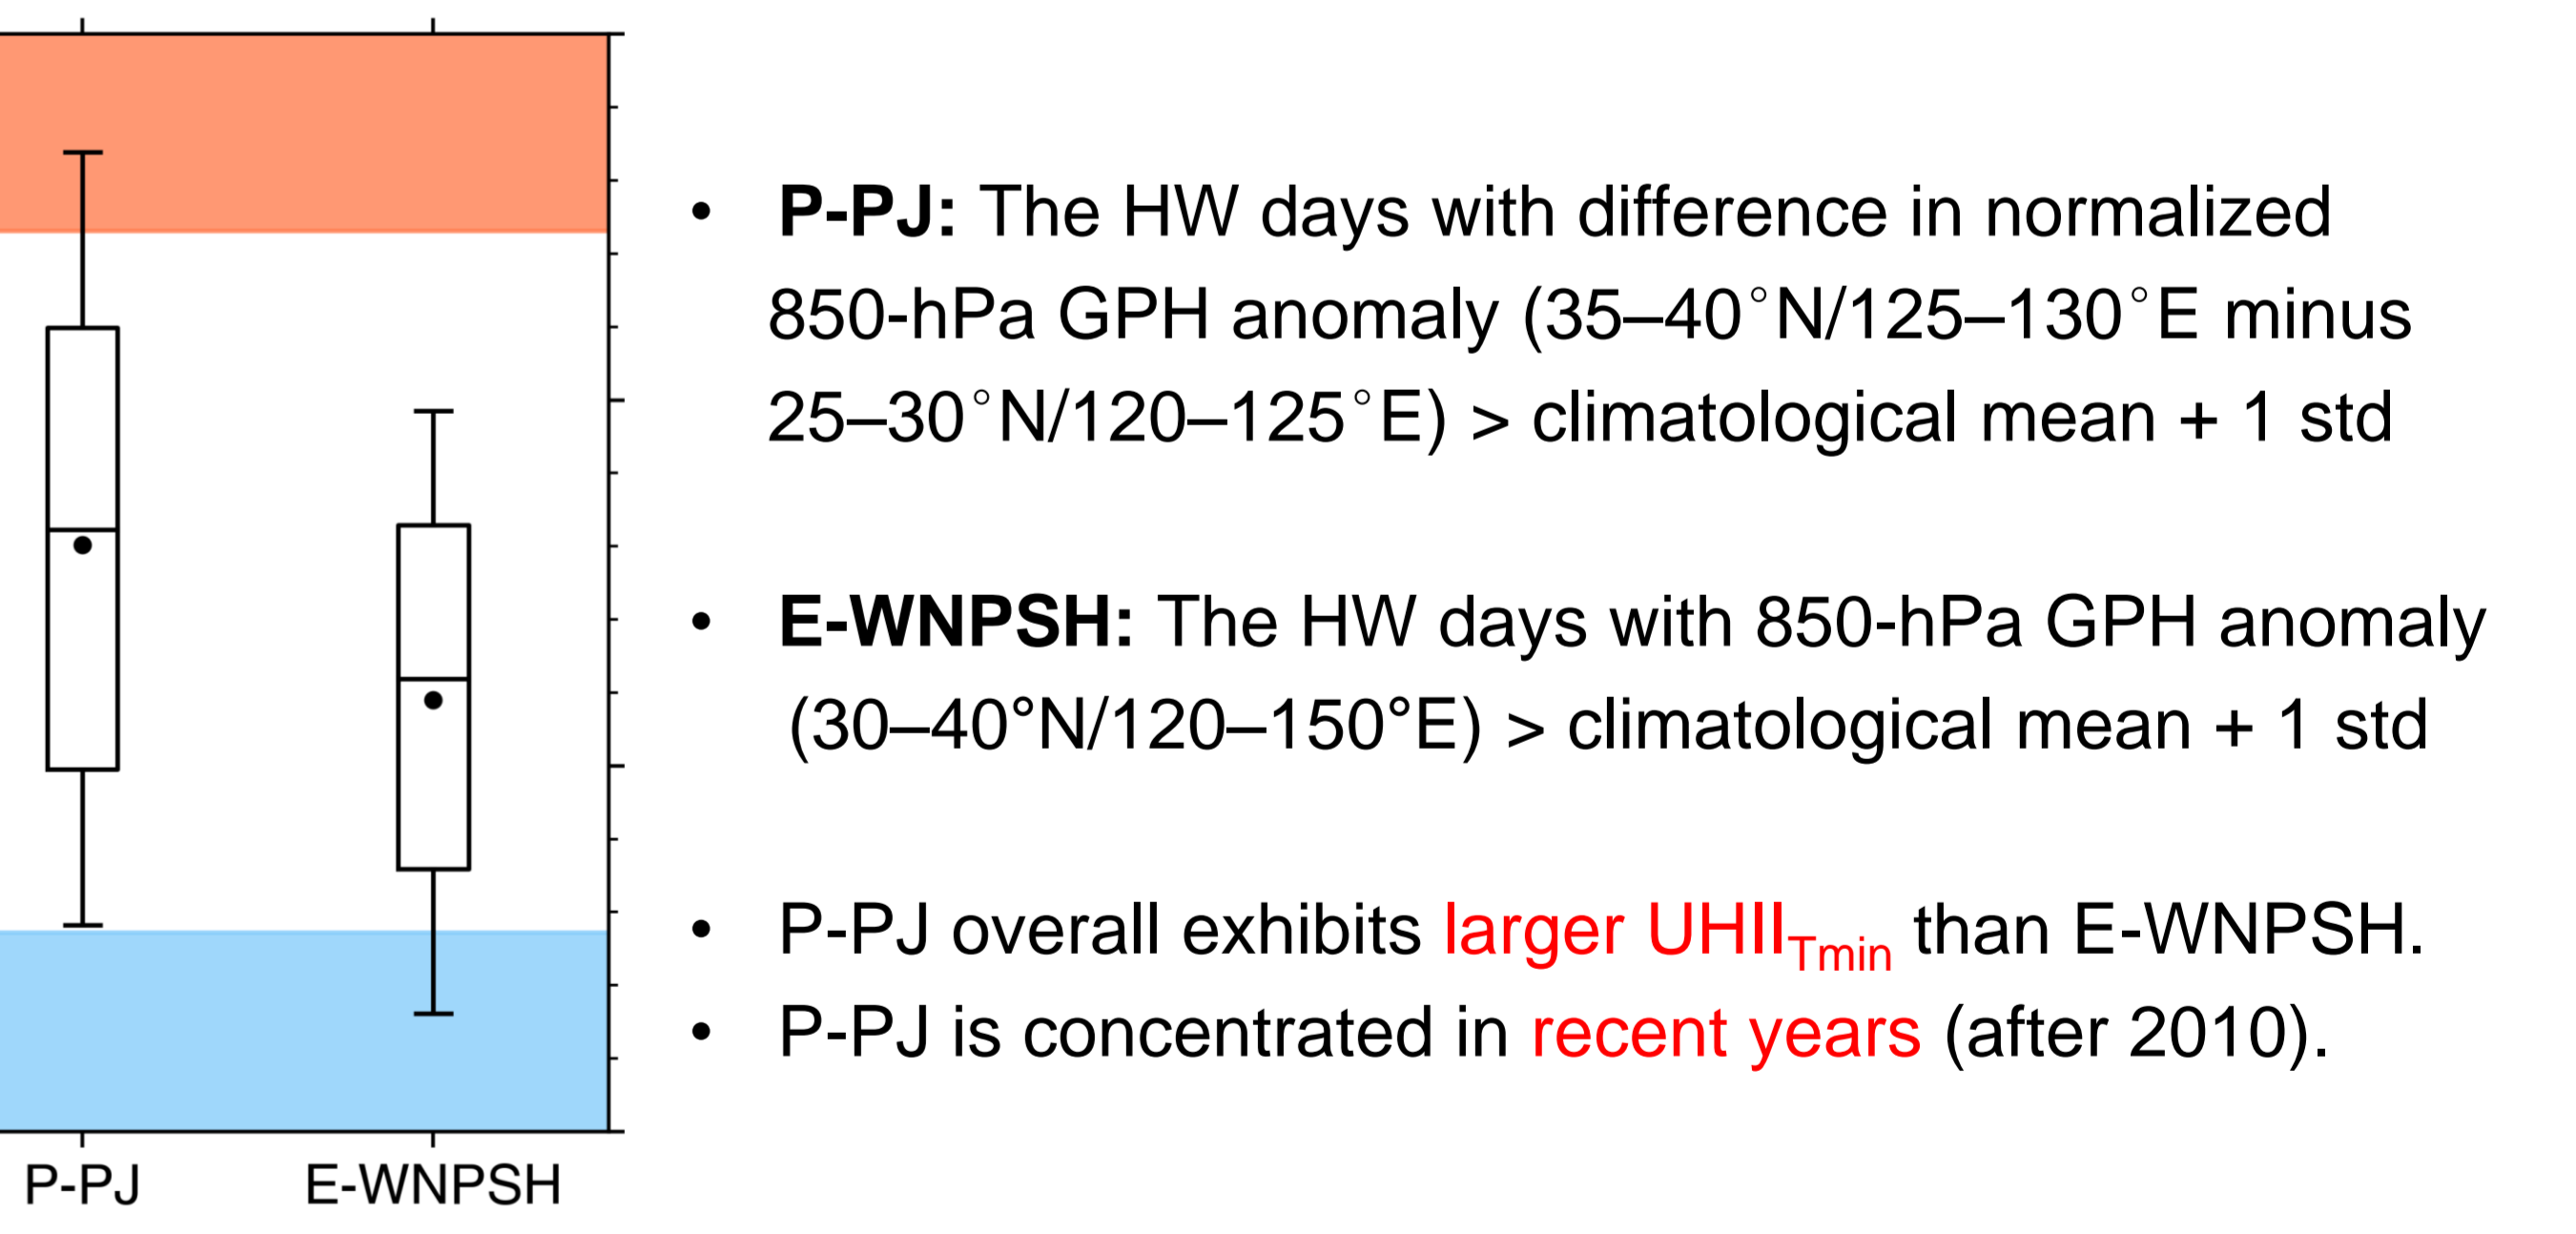 • P-PJ: The HW days with difference in normalized
850-hPa GPH anomaly (35–40°N/125–130°E minus
25–30°N/120–125°E) > climatological mean + 1 std
• E-WNPSH: The HW days with 850-hPa GPH anomaly
(30–40°N/120–150°E) > climatological mean + 1 std
• P-PJ overall exhibits larger UHIITmin than E-WNPSH.
• P-PJ is concentrated in recent years (after 2010).
P-PJ E-WNPSH